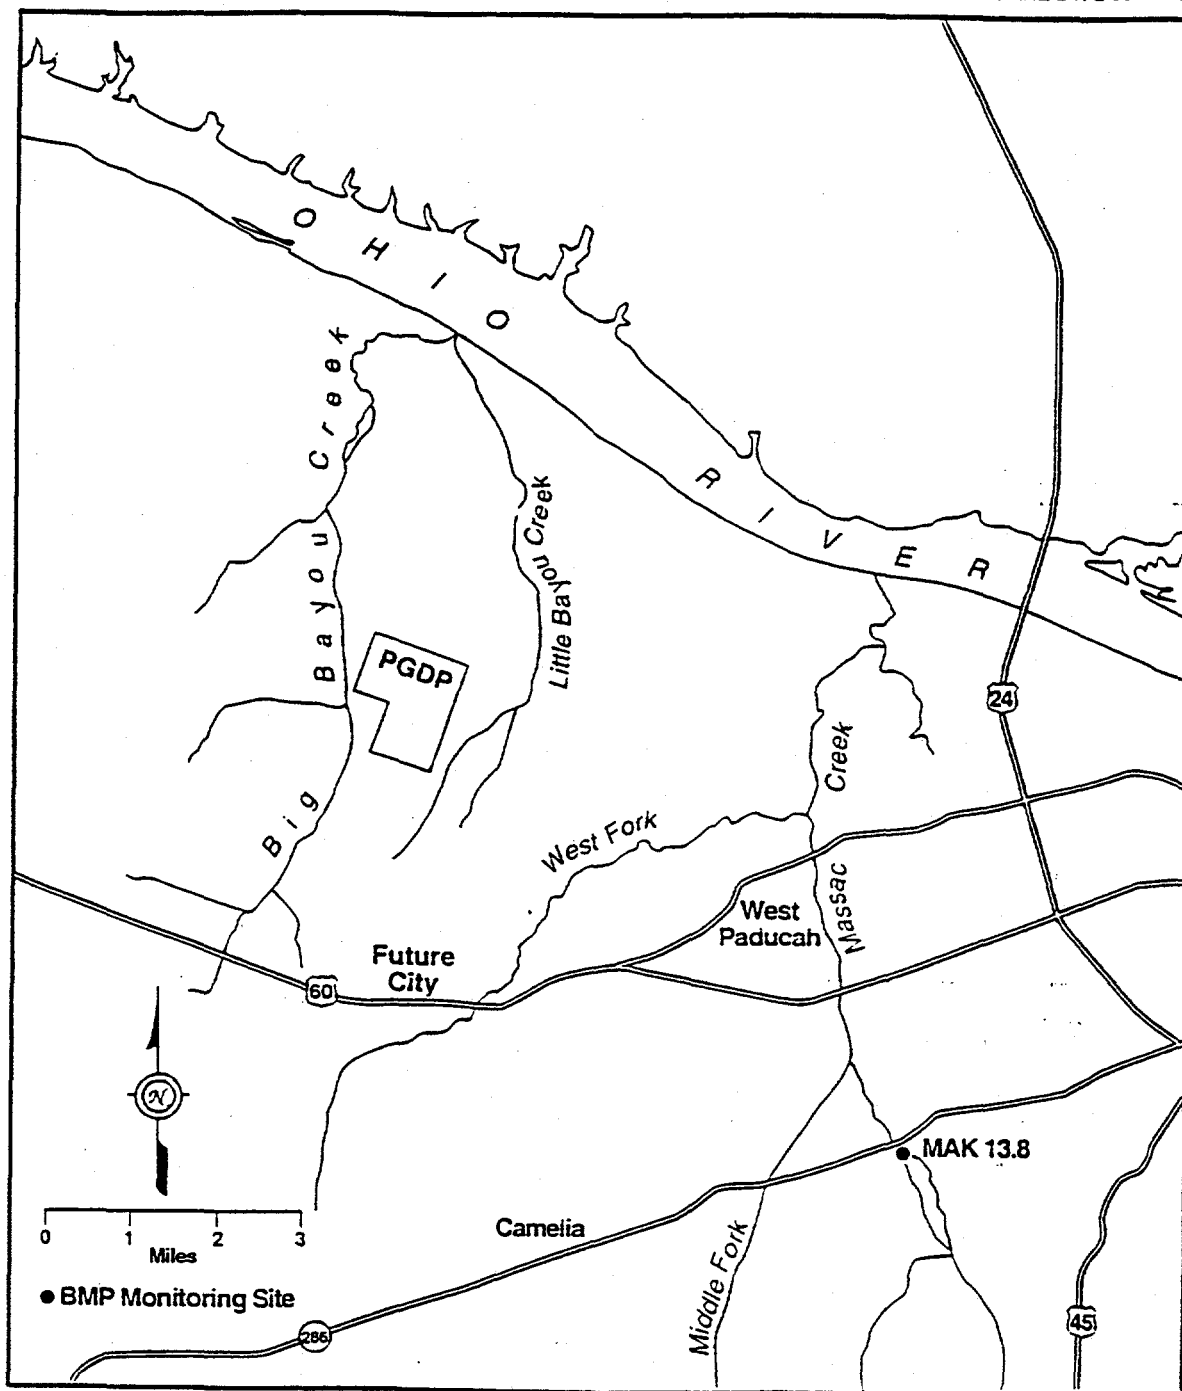 OHIO
RIVER
Big Bayou Creek
Little Bayou Creek
PGDP
24
Massac Creek
West Fork
West
Paducah
Future
City
60
N
MAK 13.8
0 1 2 3
Miles
Camelia
Middle Fork
BMP Monitoring Site
286
45